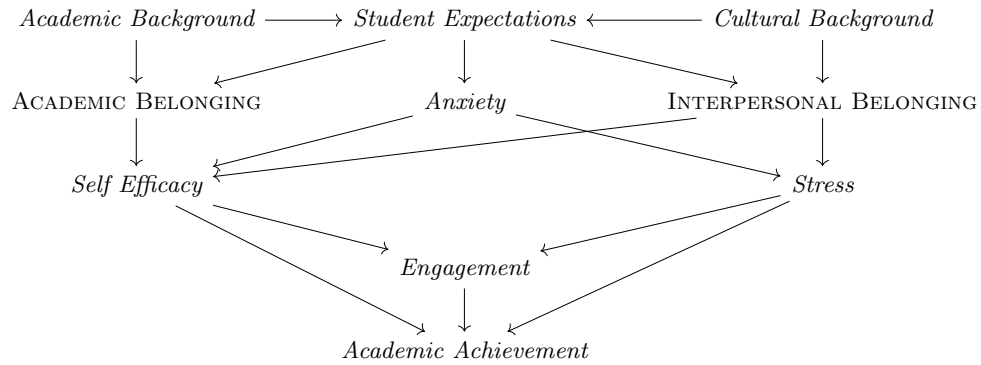 Academic Background Student Expectations Cultural Background
ACADEMIC BELONGING Anxiety INTERPERSONAL BELONGING
Self Efficacy Stress
Engagement
Academic Achievement